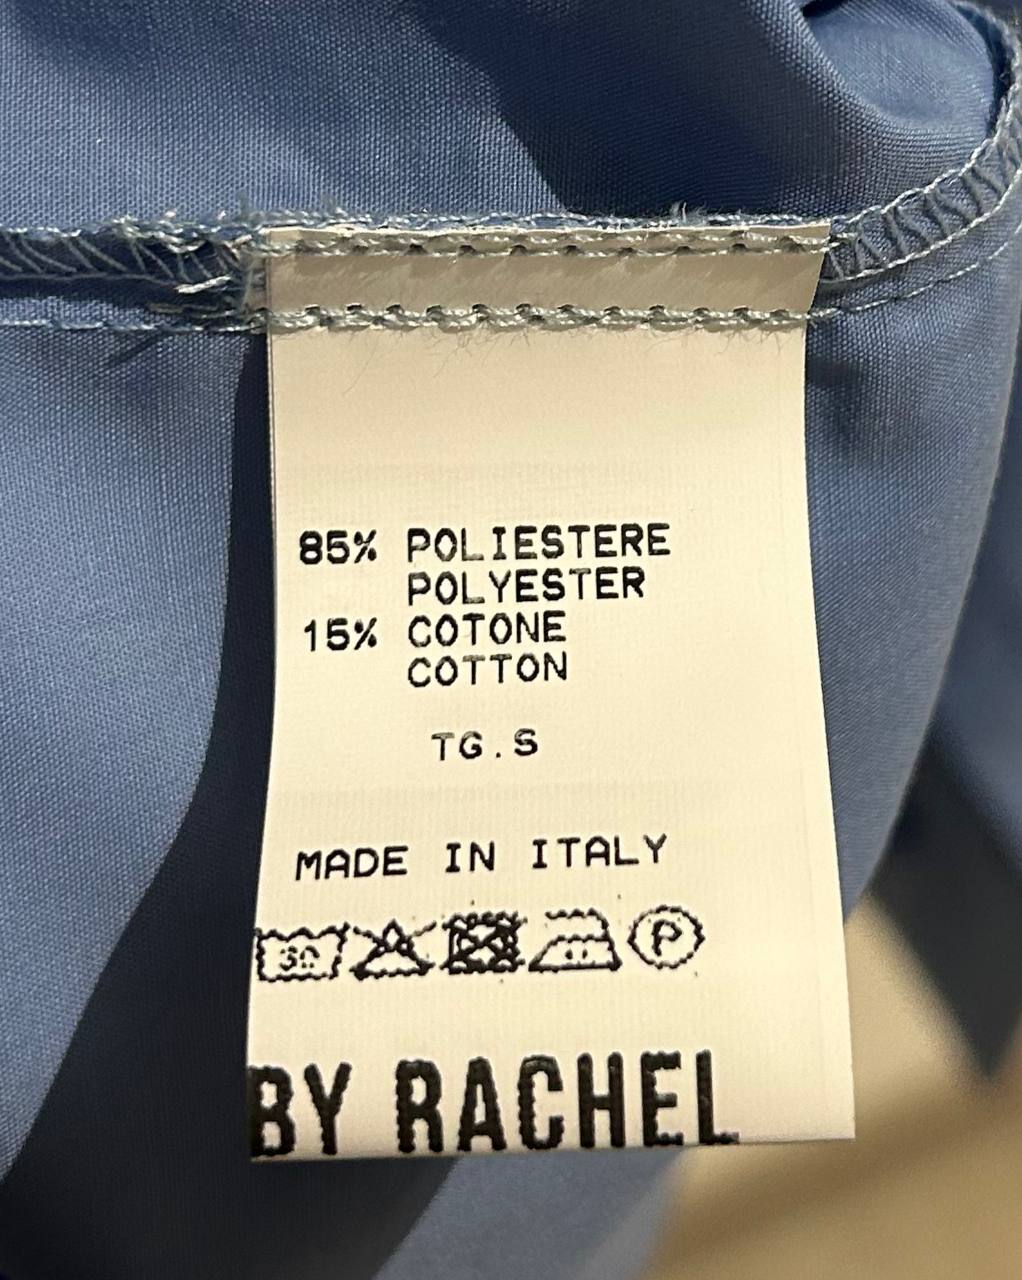 85% POLIESTERE
POLYESTER
15% COTONE
COTTON
TG.S
MADE IN ITALY
30 P
BY RACHEL